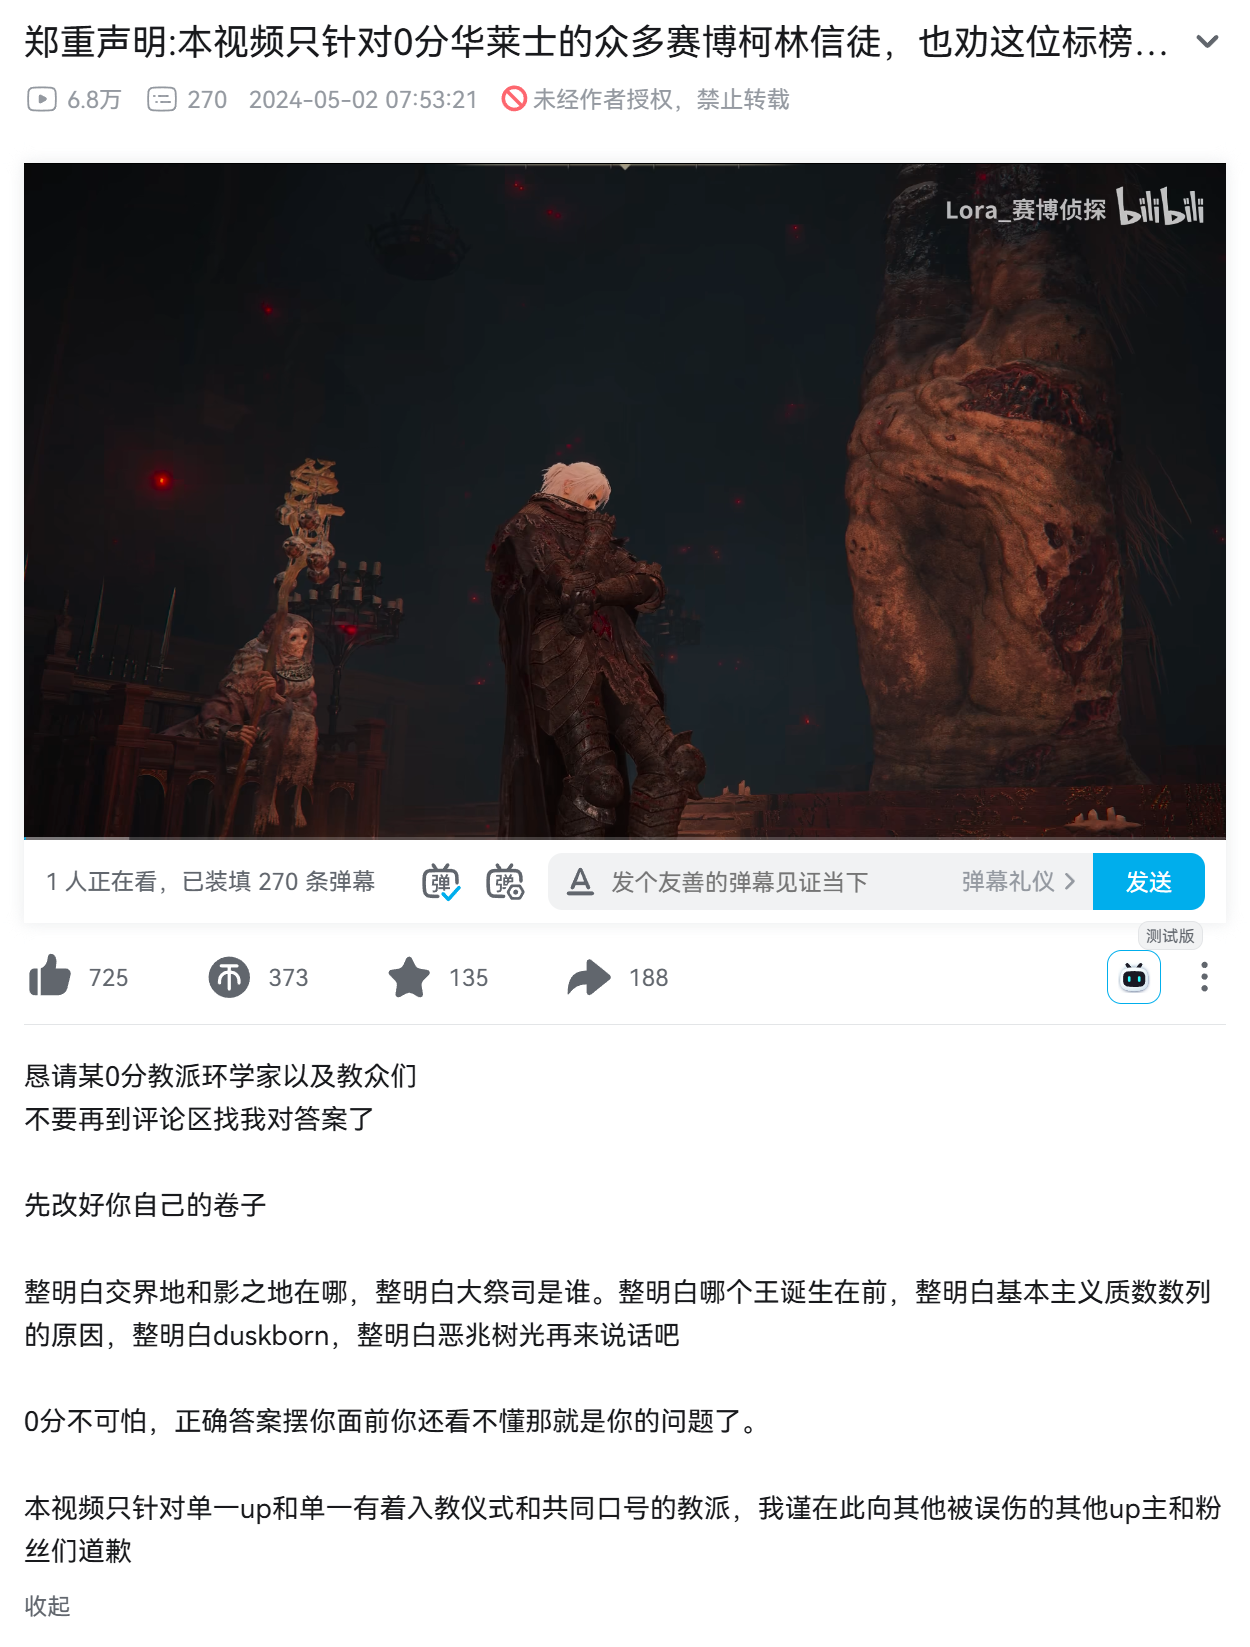 郑重声明:本视频只针对0分华莱士的众多赛博柯林信徒，也劝这位标榜…
6.8万 270 2024-05-02 07:53:21 未经作者授权，禁止转载
Lora_赛博侦探 bilibili
1 人正在看，已装填 270 条弹幕 弹 弹 A 发个友善的弹幕见证当下 弹幕礼仪 发送
测试版
725 373 135 188
恳请某0分教派环学家以及教众们
不要再到评论区找我对答案了
先改好你自己的卷子
整明白交界地和影之地在哪，整明白大祭司是谁。整明白哪个王诞生在前，整明白基本主义质数数列
的原因，整明白duskborn，整明白恶兆树光再来说话吧
0分不可怕，正确答案摆你面前你还看不懂那就是你的问题了。
本视频只针对单一up和单一有着入教仪式和共同口号的教派，我谨在此向其他被误伤的其他up主和粉
丝们道歉
收起